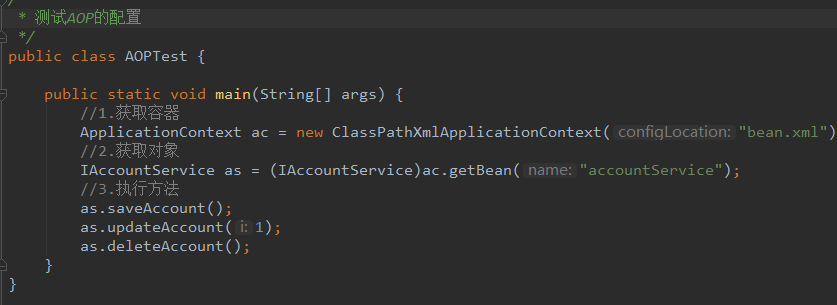 /
* 测试AOP的配置
*/
public class AOPTest {
public static void main(String[] args) {
//1.获取容器
ApplicationContext ac = new ClassPathXmlApplicationContext( configLocation: "bean.xml")
//2.获取对象
IAccountService as = (IAccountService)ac.getBean( name: "accountService");
//3.执行方法
as.saveAccount();
as.updateAccount( i: 1);
as.deleteAccount();
}
}